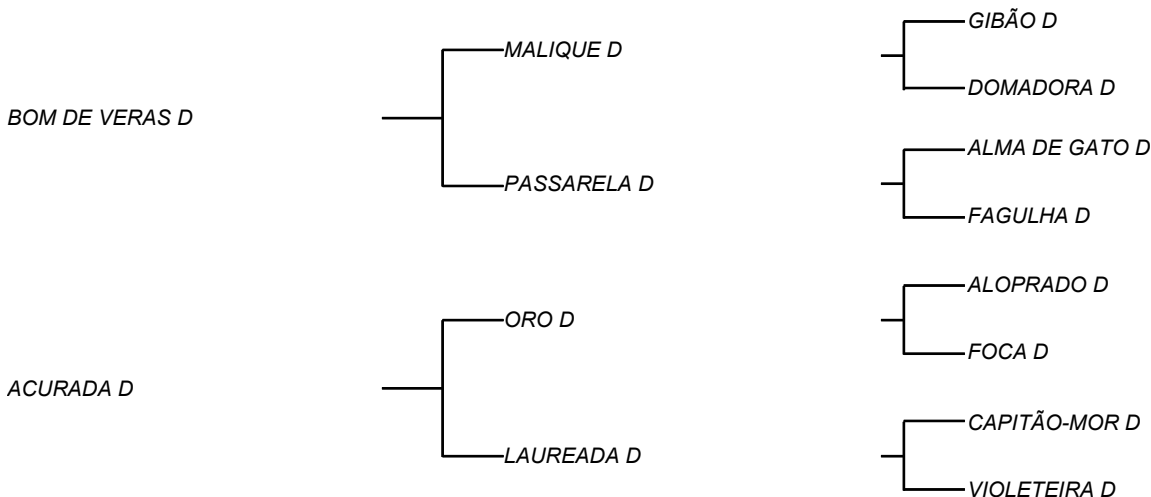 GIBÃO D
MALIQUE D
DOMADORA D
BOM DE VERAS D
ALMA DE GATO D
PASSARELA D
FAGULHA D
ALOPRADO D
ORO D
FOCA D
ACURADA D
CAPITÃO-MOR D
LAUREADA D
VIOLETEIRA D